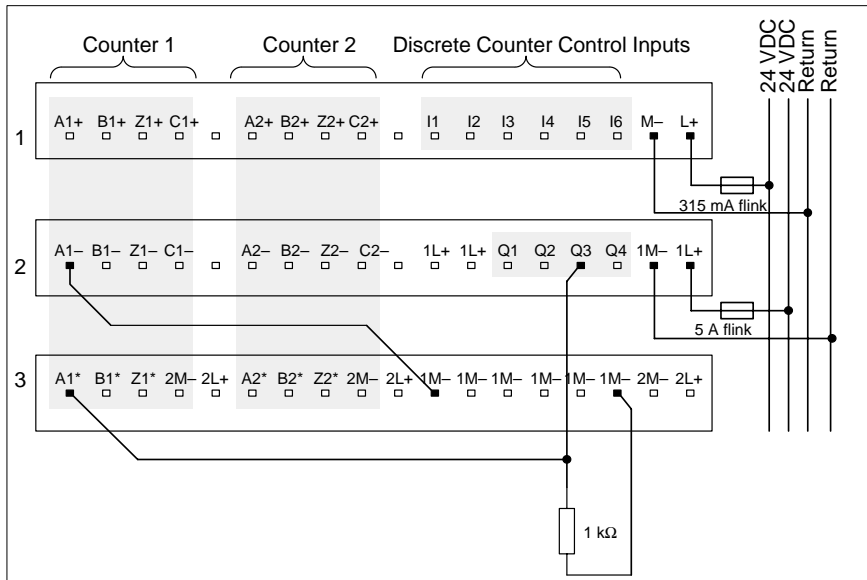 Counter 1 Counter 2 Discrete Counter Control Inputs
24 VDC
24 VDC
Return
Return
A1+ B1+ Z1+ C1+ A2+ B2+ Z2+ C2+ I1 I2 I3 I4 I5 I6 M– L+
1
315 mA flink
A1– B1– Z1– C1– A2– B2– Z2– C2– 1L+ 1L+ Q1 Q2 Q3 Q4 1M– 1L+
2
5 A flink
A1* B1* Z1* 2M– 2L+ A2* B2* Z2* 2M– 2L+ 1M– 1M– 1M– 1M– 1M– 1M– 2M– 2L+
3
1 kΩ